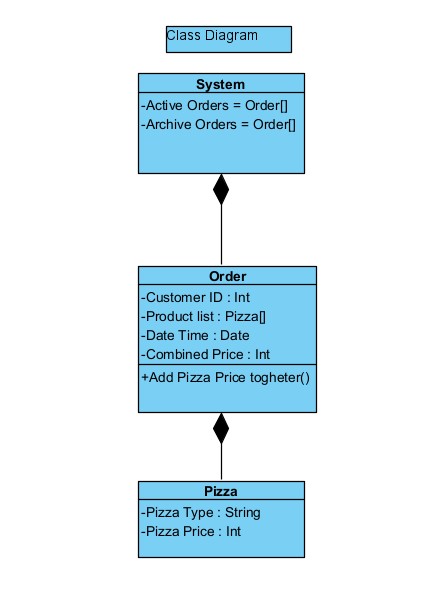 Class Diagram
System
-Active Orders = Order[]
-Archive Orders = Order[]
Order
-Customer ID : Int
-Product list : Pizza[]
-Date Time : Date
-Combined Price : Int
+Add Pizza Price togheter()
Pizza
-Pizza Type : String
-Pizza Price : Int